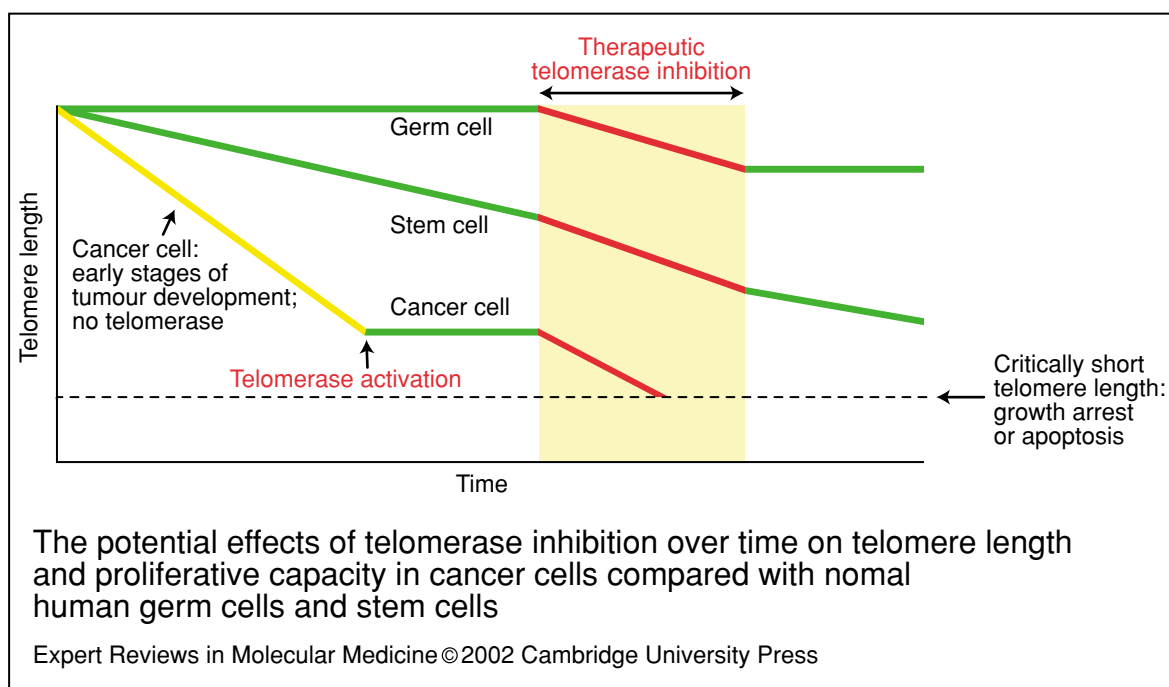 Therapeutic
telomerase inhibition
Germ cell
Stem cell
Cancer cell:
early stages of
tumour development;
no telomerase
Cancer cell
Telomerase activation
Critically short
telomere length:
growth arrest
or apoptosis
Telomere length
Time
The potential effects of telomerase inhibition over time on telomere length
and proliferative capacity in cancer cells compared with nomal
human germ cells and stem cells
Expert Reviews in Molecular Medicine © 2002 Cambridge University Press